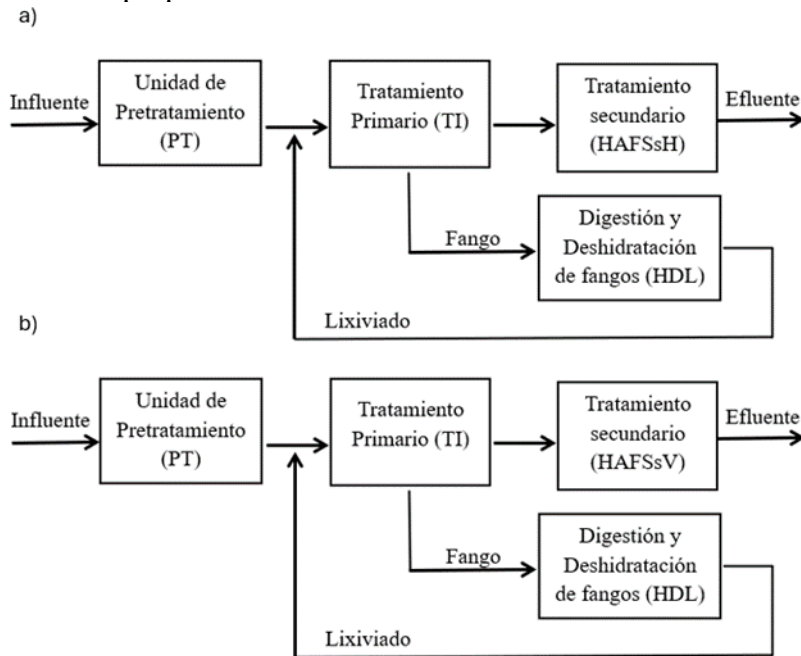 a)
Influente
Unidad de
Pretratamiento
(PT)
Tratamiento
Primario (TI)
Tratamiento
secundario
(HAFSsH)
Efluente
Fango
Digestión y
Deshidratación
de fangos (HDL)
Lixiviado
b)
Influente
Unidad de
Pretratamiento
(PT)
Tratamiento
Primario (TI)
Tratamiento
secundario
(HAFSsV)
Efluente
Fango
Digestión y
Deshidratación
de fangos (HDL)
Lixiviado